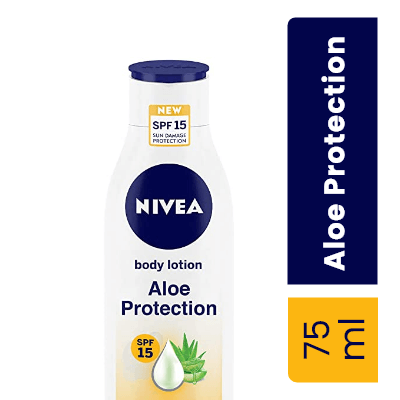 NEW
SPF 15
SUN DAMAGE
PROTECTION
NIVEA
body lotion
Aloe
Protection
SPF
15
Aloe Protection
75
ml